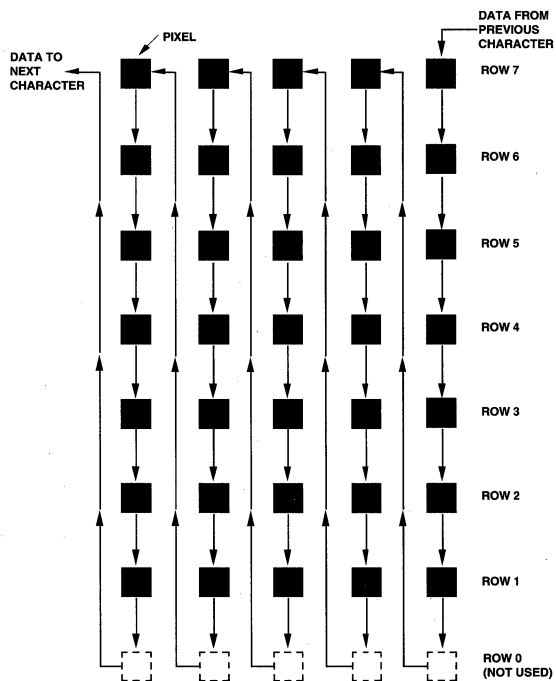 DATA FROM
PREVIOUS
CHARACTER
PIXEL
DATA TO
NEXT
CHARACTER
ROW 7
ROW 6
ROW 5
ROW 4
ROW 3
ROW 2
ROW 1
ROW 0
(NOT USED)